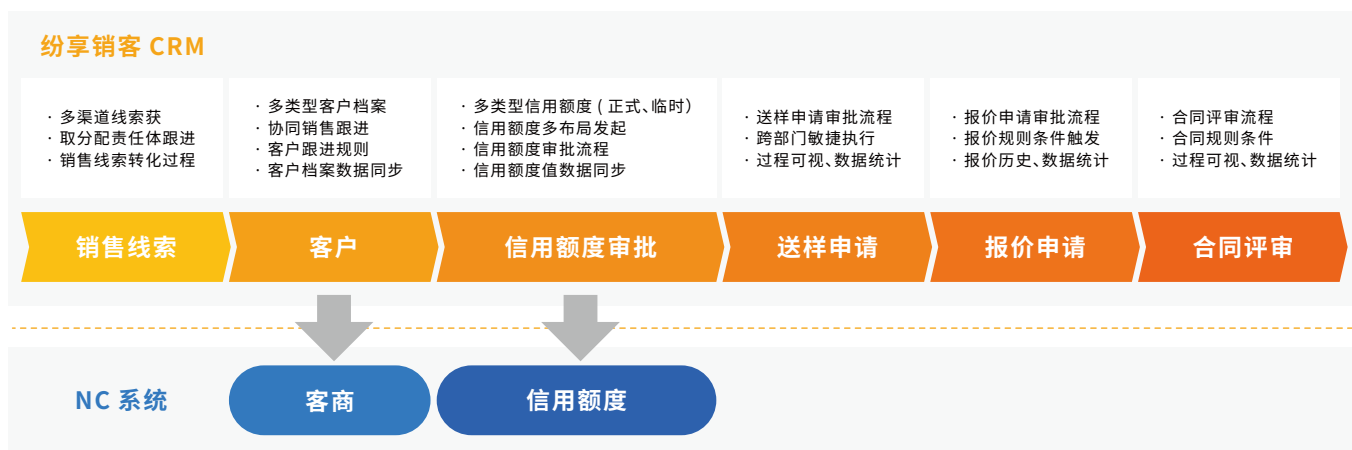 纷享销客 CRM
· 多渠道线索获
· 取分配责任体跟进
· 销售线索转化过程
· 多类型客户档案
· 协同销售跟进
· 客户跟进规则
· 客户档案数据同步
· 多类型信用额度 ( 正式、临时）
· 信用额度多布局发起
· 信用额度审批流程
· 信用额度值数据同步
· 送样申请审批流程
· 跨部门敏捷执行
· 过程可视、数据统计
· 报价申请审批流程
· 报价规则条件触发
· 报价历史、数据统计
· 合同评审流程
· 合同规则条件
· 过程可视、数据统计
销售线索
客户
信用额度审批
送样申请
报价申请
合同评审
NC 系统
客商
信用额度